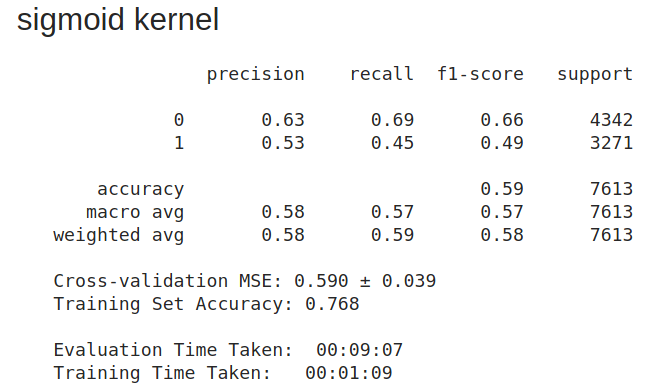 sigmoid kernel
precision recall f1-score support
0 0.63 0.69 0.66 4342
1 0.53 0.45 0.49 3271
accuracy 0.59 7613
macro avg 0.58 0.57 0.57 7613
weighted avg 0.58 0.59 0.58 7613
Cross-validation MSE: 0.590 ± 0.039
Training Set Accuracy: 0.768
Evaluation Time Taken: 00:09:07
Training Time Taken: 00:01:09